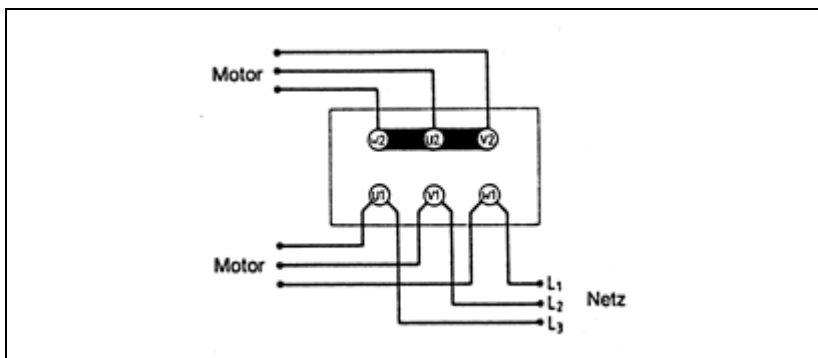 Motor
W2 U2 V2
U1 V1 W1
Motor
L1
L2 Netz
L3